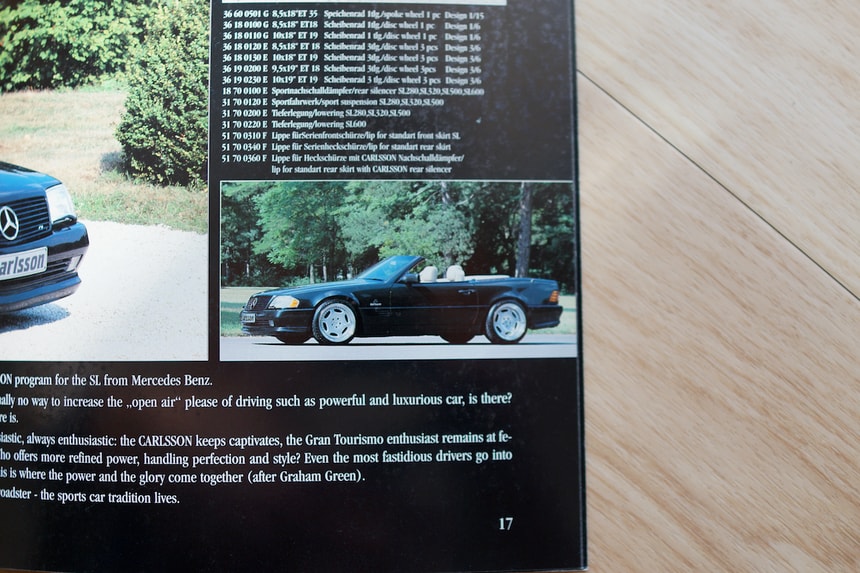 36 60 0501 G 8,5x18"ET 35 Speichenrad 1tlg./spoke wheel 1 pc Design 1/15
36 18 0100 G 8,5x18" ET18 Scheibenrad 1tlg./disc wheel 1 pc Design 1/6
36 18 0110 G 10x18" ET 19 Scheibenrad 1 tlg./disc wheel 1 pc Design 1/6
36 18 0120 E 8,5x18" ET 18 Scheibenrad 3tlg./disc wheel 3 pcs Design 3/6
36 18 0130 E 10x18" ET 19 Scheibenrad 3tlg./disc wheel 3 pcs Design 3/6
36 19 0200 E 9,5x19" ET 18 Scheibenrad 3tlg./disc wheel 3pcs Design 3/6
36 19 0230 E 10x19" ET 19 Scheibenrad 3 tlg./disc wheel 3 pcs Design 3/6
18 70 0100 E Sportnachschalldämpfer/rear silencer SL280,SL320,SL500,SL600
31 70 0120 E Sportfahrwerk/sport suspension SL280,SL320,SL500
31 70 0200 E Tieferlegung/lowering SL280,SL320,SL500
31 70 0220 E Tieferlegung/lowering SL600
51 70 0310 F Lippe fürSerienfrontschürze/lip for standart front skirt SL
51 70 0340 F Lippe für Serienheckschürze/lip for standart rear skirt
51 70 0360 F Lippe für Heckschürze mit CARLSSON Nachschalldämpfer/
lip for standart rear skirt with CARLSSON rear silencer
arlsson
ON program for the SL from Mercedes Benz.
ally no way to increase the „open air“ please of driving such as powerful and luxurious car, is there?
re is.
iastic, always enthusiastic: the CARLSSON keeps captivates, the Gran Tourismo enthusiast remains at fe-
ho offers more refined power, handling perfection and style? Even the most fastidious drivers go into
is is where the power and the glory come together (after Graham Green).
roadster - the sports car tradition lives.
17